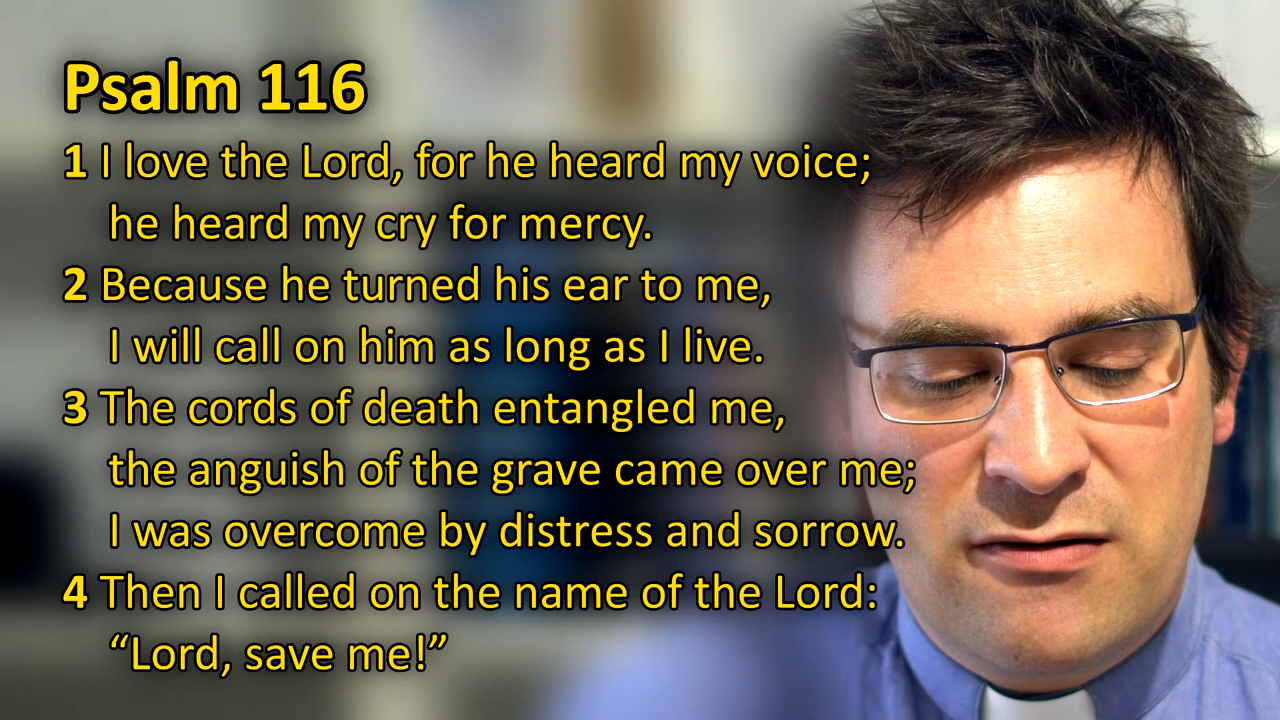 Psalm 116
1 I love the Lord, for he heard my voice;
he heard my cry for mercy.
2 Because he turned his ear to me,
I will call on him as long as I live.
3 The cords of death entangled me,
the anguish of the grave came over me;
I was overcome by distress and sorrow.
4 Then I called on the name of the Lord:
“Lord, save me!”